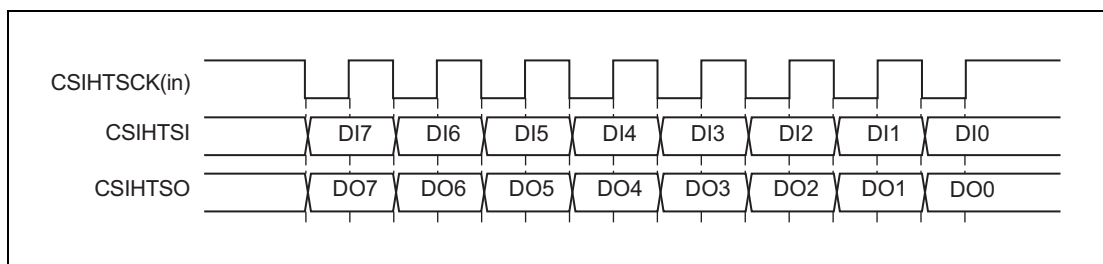 CSIHTSCK(in)
CSIHTSI DI7 DI6 DI5 DI4 DI3 DI2 DI1 DI0
CSIHTSO DO7 DO6 DO5 DO4 DO3 DO2 DO1 DO0